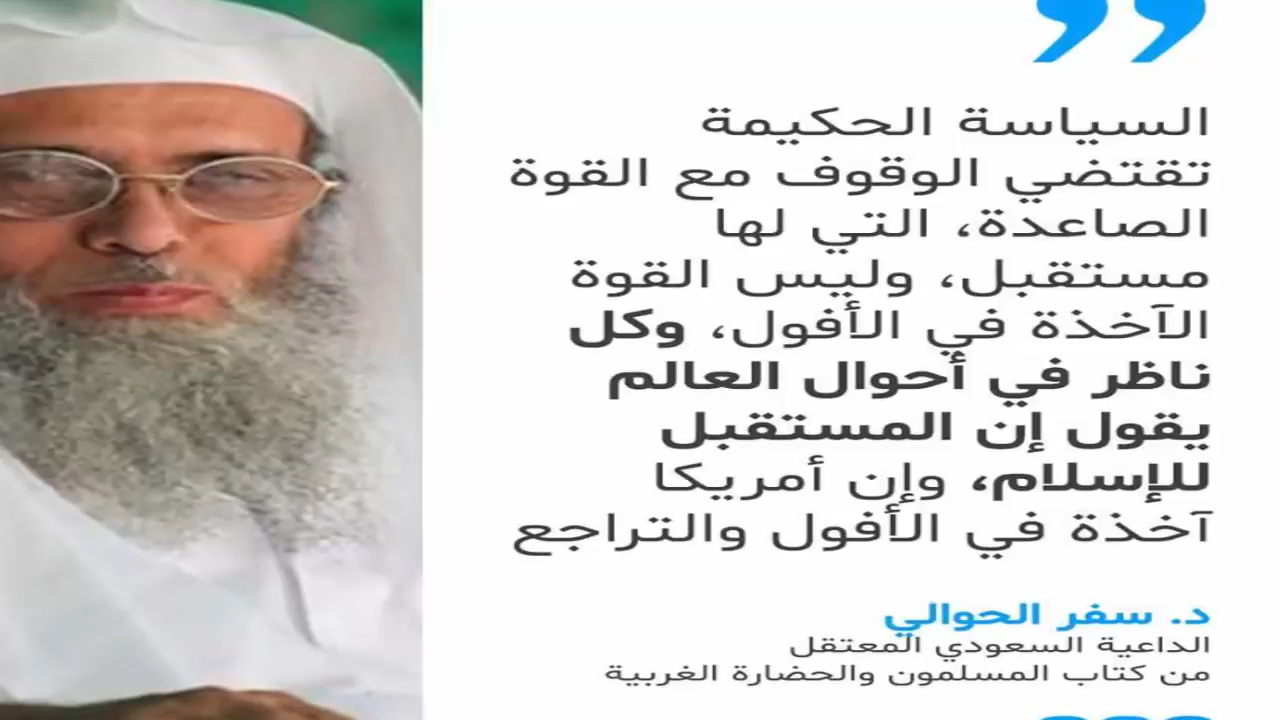 السياسة الحكيمة
تقتضي الوقوف مع القوة
الصاعدة، التي لها
مستقبل، وليس القوة
الآخذة في الأفول، وكل
ناظر في أحوال العالم
يقول إن المستقبل
للإسلام، وإن أمريكا
آخذة في الأفول والتراجع
د. سفر الحوالي
الداعية السعودي المعتقل
من كتاب المسلمون والحضارة الغربية